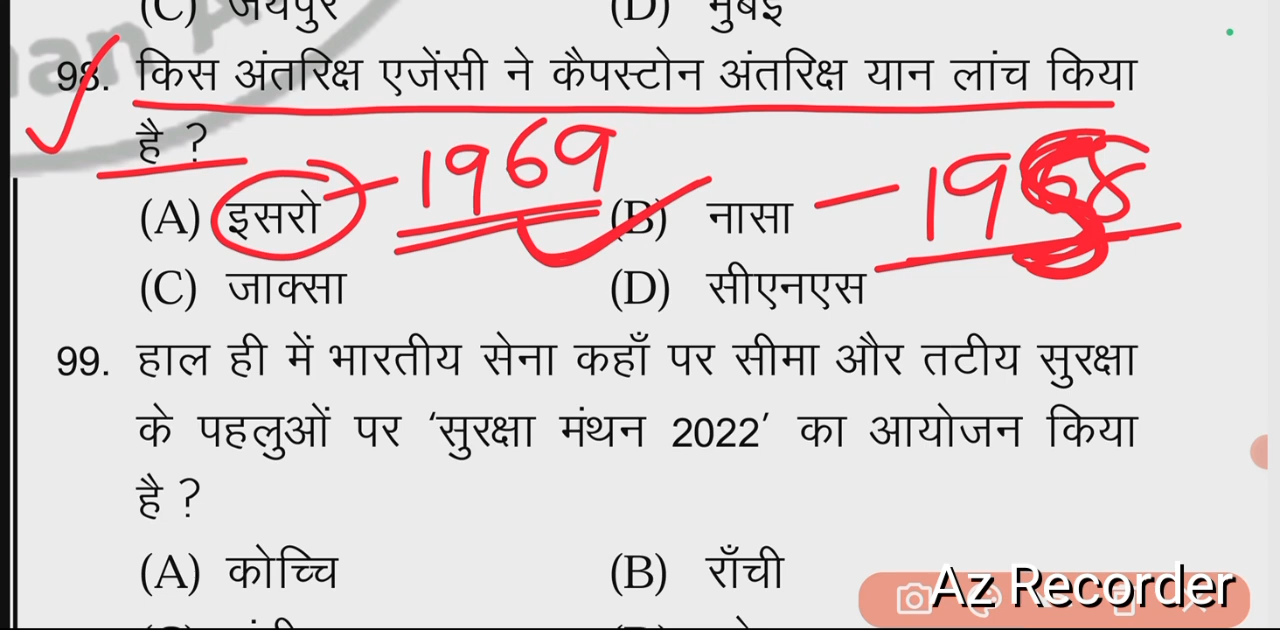 (C) जयपुर (D) मुंबई
98. किस अंतरिक्ष एजेंसी ने कैपस्टोन अंतरिक्ष यान लांच किया
है ?
1969
(A) इसरो (B) नासा
(C) जाक्सा (D) सीएनएस
99. हाल ही में भारतीय सेना कहाँ पर सीमा और तटीय सुरक्षा
के पहलुओं पर ‘सुरक्षा मंथन 2022’ का आयोजन किया
है ?
(A) कोच्चि (B) राँची
Az Recorder